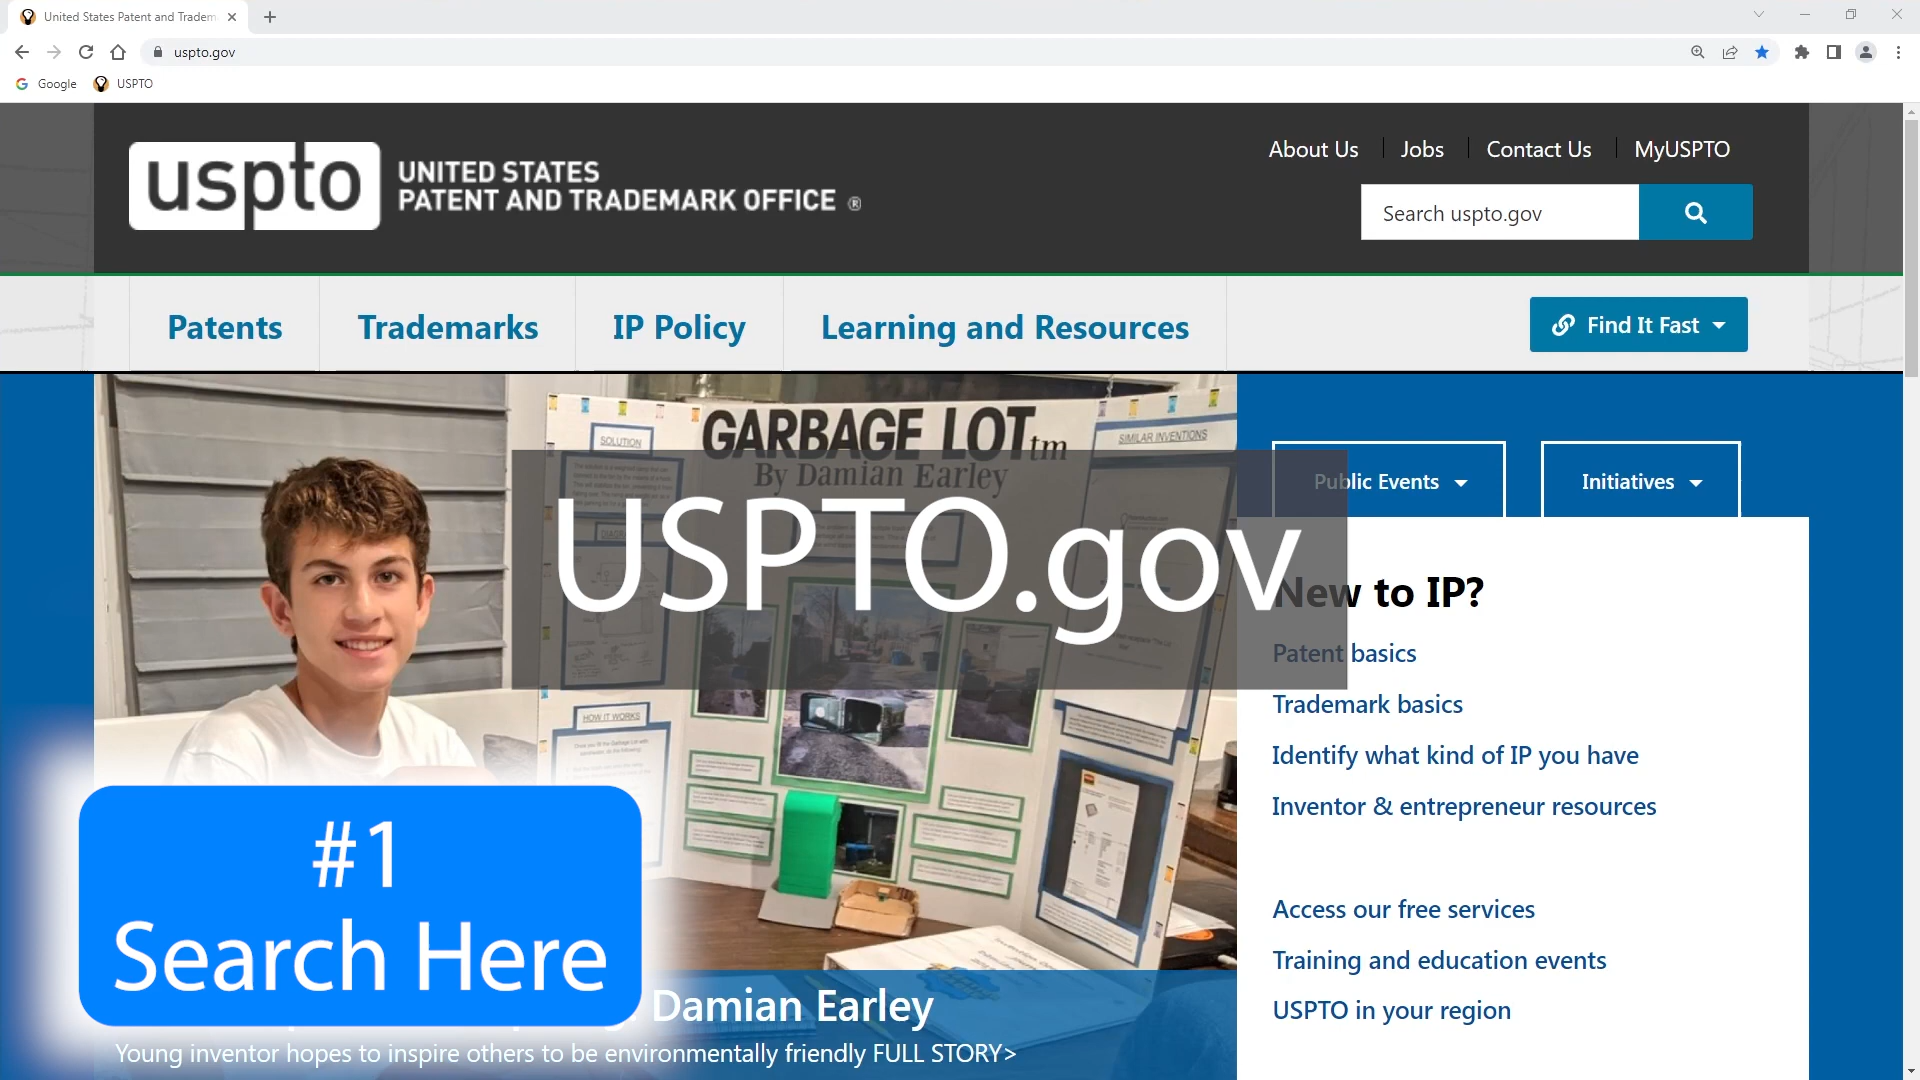 United States Patent and Tradem
uspto.gov
Google
USPTO
uspto
UNITED STATES
PATENT AND TRADEMARK OFFICE ®
About Us
Jobs
Contact Us
MyUSPTO
Search uspto.gov
Patents
Trademarks
IP Policy
Learning and Resources
Find It Fast
GARBAGE LOTtm
By Damian Earley
SOLUTION
SIMILAR INVENTIONS
HOW IT WORKS
USPTO.gov
Public Events
Initiatives
New to IP?
Patent basics
Trademark basics
Identify what kind of IP you have
Inventor & entrepreneur resources
Access our free services
Training and education events
USPTO in your region
#1
Search Here
Damian Earley
Young inventor hopes to inspire others to be environmentally friendly FULL STORY>